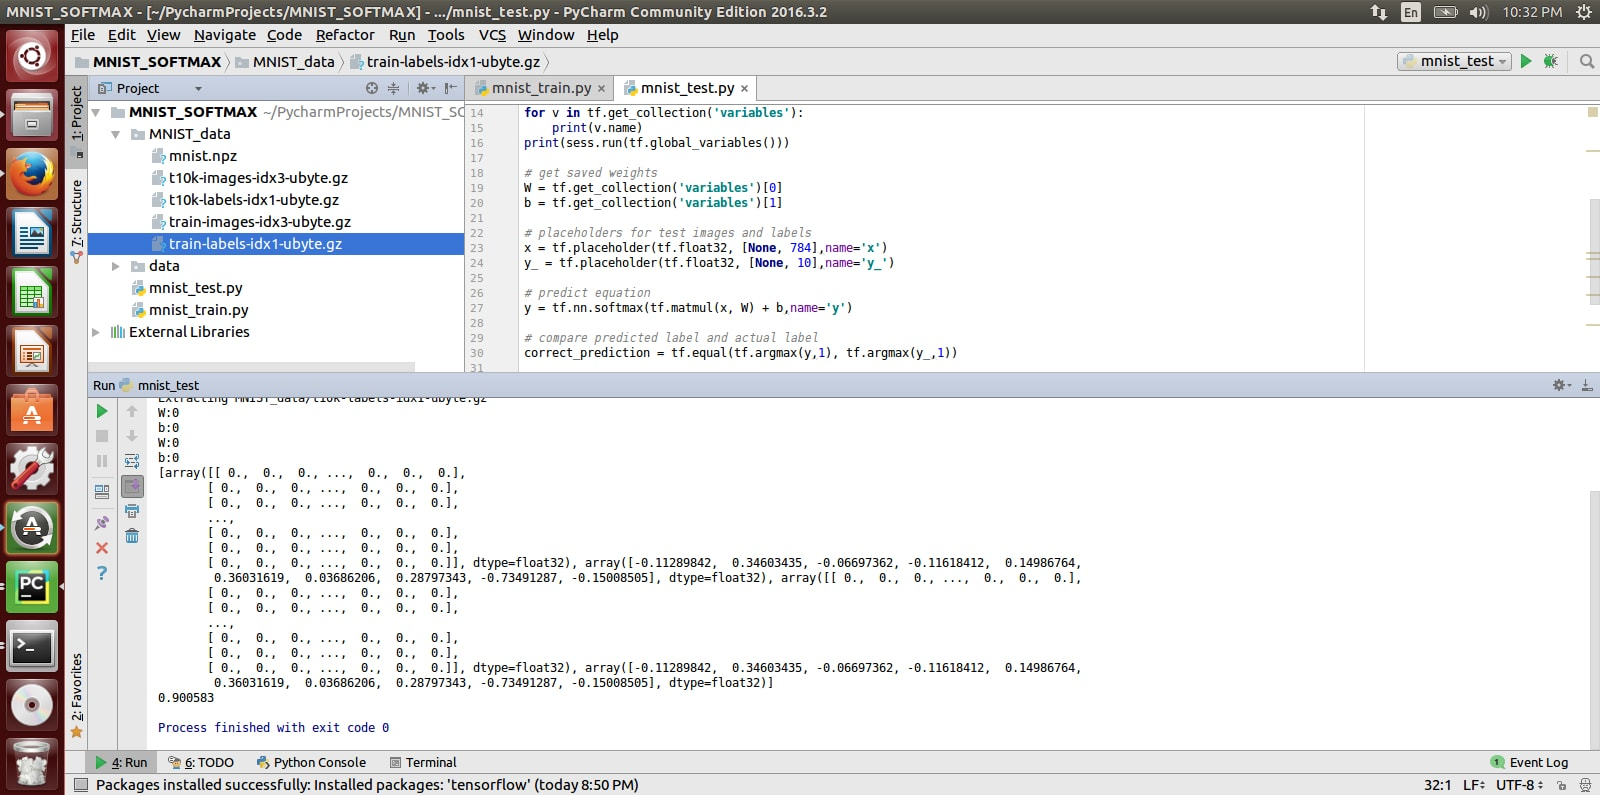 MNIST_SOFTMAX - [~/PycharmProjects/MNIST_SOFTMAX] - .../mnist_test.py - PyCharm Community Edition 2016.3.2
En
10:32 PM
File Edit View Navigate Code Refactor Run Tools VCS Window Help
MNIST_SOFTMAX MNIST_data train-labels-idx1-ubyte.gz
mnist_test
1: Project
7: Structure
2: Favorites
Project
mnist_train.py ×
mnist_test.py ×
MNIST_SOFTMAX ~/PycharmProjects/MNIST_SO
MNIST_data
mnist.npz
t10k-images-idx3-ubyte.gz
t10k-labels-idx1-ubyte.gz
train-images-idx3-ubyte.gz
train-labels-idx1-ubyte.gz
data
mnist_test.py
mnist_train.py
External Libraries
14 for v in tf.get_collection('variables'):
15 print(v.name)
16 print(sess.run(tf.global_variables()))
17
18 # get saved weights
19 W = tf.get_collection('variables')[0]
20 b = tf.get_collection('variables')[1]
21
22 # placeholders for test images and labels
23 x = tf.placeholder(tf.float32, [None, 784],name='x')
24 y_ = tf.placeholder(tf.float32, [None, 10],name='y_')
25
26 # predict equation
27 y = tf.nn.softmax(tf.matmul(x, W) + b,name='y')
28
29 # compare predicted label and actual label
30 correct_prediction = tf.equal(tf.argmax(y,1), tf.argmax(y_,1))
31
Run mnist_test
Extracting MNIST_data/t10k-labels-idx1-ubyte.gz
W:0
b:0
W:0
b:0
[array([[ 0., 0., 0., ..., 0., 0., 0.],
[ 0., 0., 0., ..., 0., 0., 0.],
[ 0., 0., 0., ..., 0., 0., 0.],
...,
[ 0., 0., 0., ..., 0., 0., 0.],
[ 0., 0., 0., ..., 0., 0., 0.],
[ 0., 0., 0., ..., 0., 0., 0.]], dtype=float32), array([-0.11289842, 0.34603435, -0.06697362, -0.11618412, 0.14986764,
0.36031619, 0.03686206, 0.28797343, -0.73491287, -0.15008505], dtype=float32), array([[ 0., 0., 0., ..., 0., 0., 0.],
[ 0., 0., 0., ..., 0., 0., 0.],
[ 0., 0., 0., ..., 0., 0., 0.],
...,
[ 0., 0., 0., ..., 0., 0., 0.],
[ 0., 0., 0., ..., 0., 0., 0.],
[ 0., 0., 0., ..., 0., 0., 0.]], dtype=float32), array([-0.11289842, 0.34603435, -0.06697362, -0.11618412, 0.14986764,
0.36031619, 0.03686206, 0.28797343, -0.73491287, -0.15008505], dtype=float32)]
0.900583
Process finished with exit code 0
4: Run 6: TODO Python Console Terminal
1 Event Log
Packages installed successfully: Installed packages: 'tensorflow' (today 8:50 PM)
32:1 LF UTF-8
PC